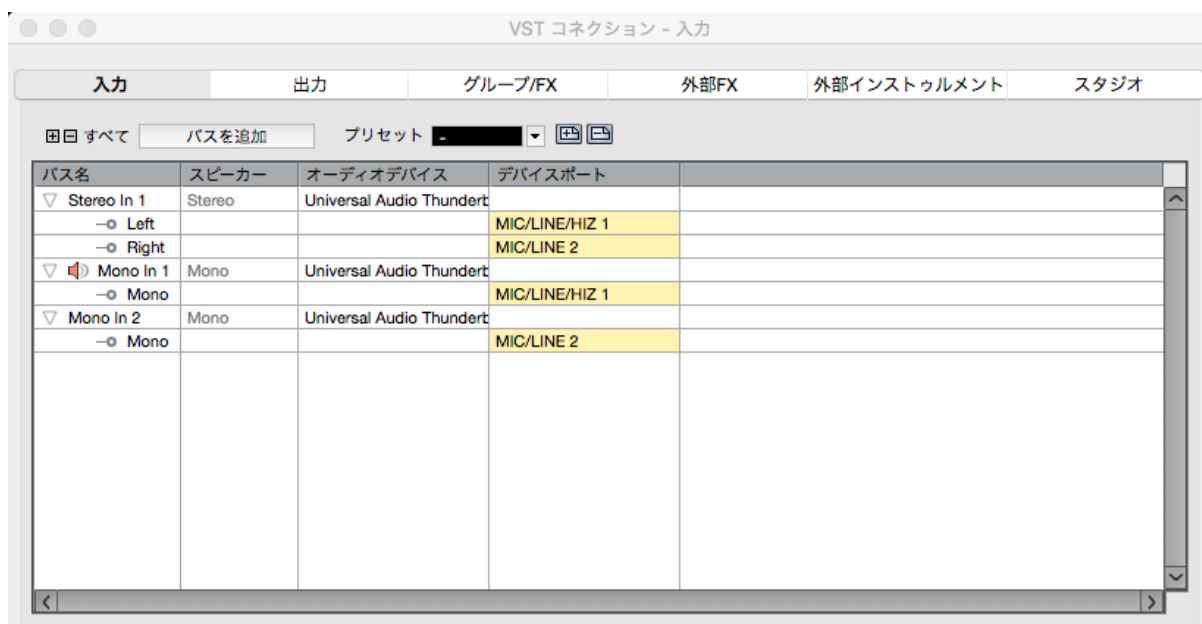 VST コネクション - 入力
入力 出力 グループ/FX 外部FX 外部インストゥルメント スタジオ
すべて バスを追加 プリセット -
バス名 スピーカー オーディオデバイス デバイスポート
Stereo In 1 Stereo Universal Audio Thunderb
Left MIC/LINE/HIZ 1
Right MIC/LINE 2
Mono In 1 Mono Universal Audio Thunderb
Mono MIC/LINE/HIZ 1
Mono In 2 Mono Universal Audio Thunderb
Mono MIC/LINE 2